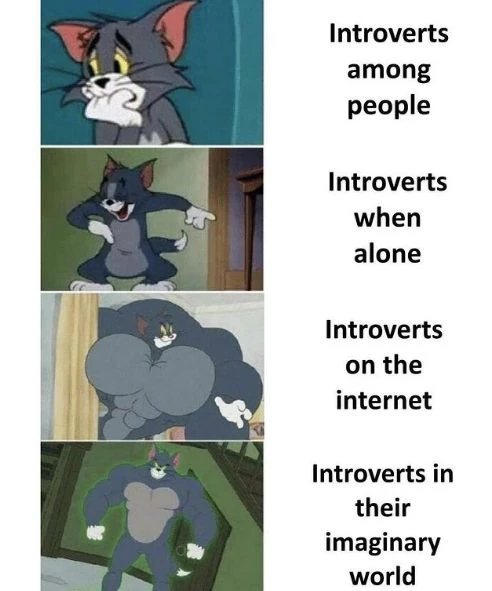 Introverts
among
people
Introverts
when
alone
Introverts
on the
internet
Introverts in
their
imaginary
world